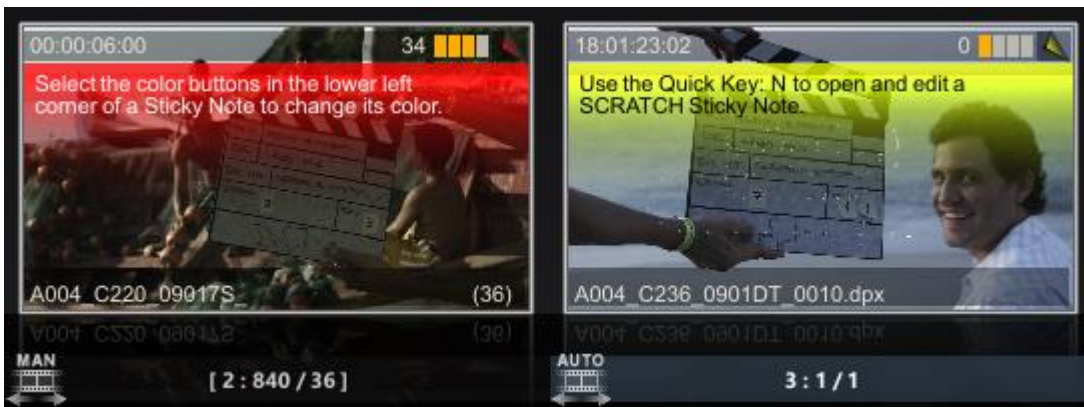 00:00:06:00
34
Select the color buttons in the lower left
corner of a Sticky Note to change its color.
A004_C220_09017S_
(36)
MAN
[ 2 : 840 / 36 ]
18:01:23:02
0
Use the Quick Key: N to open and edit a
SCRATCH Sticky Note.
A004_C236_0901DT_0010.dpx
AUTO
3 : 1 / 1